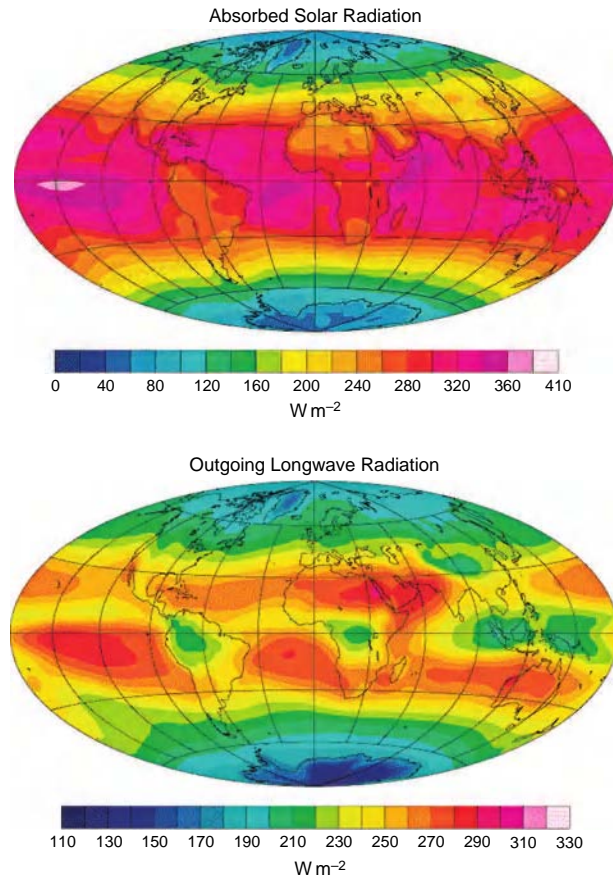 Absorbed Solar Radiation
0 40 80 120 160 200 240 280 320 360 410
W m⁻²
Outgoing Longwave Radiation
110 130 150 170 190 210 230 250 270 290 310 330
W m⁻²